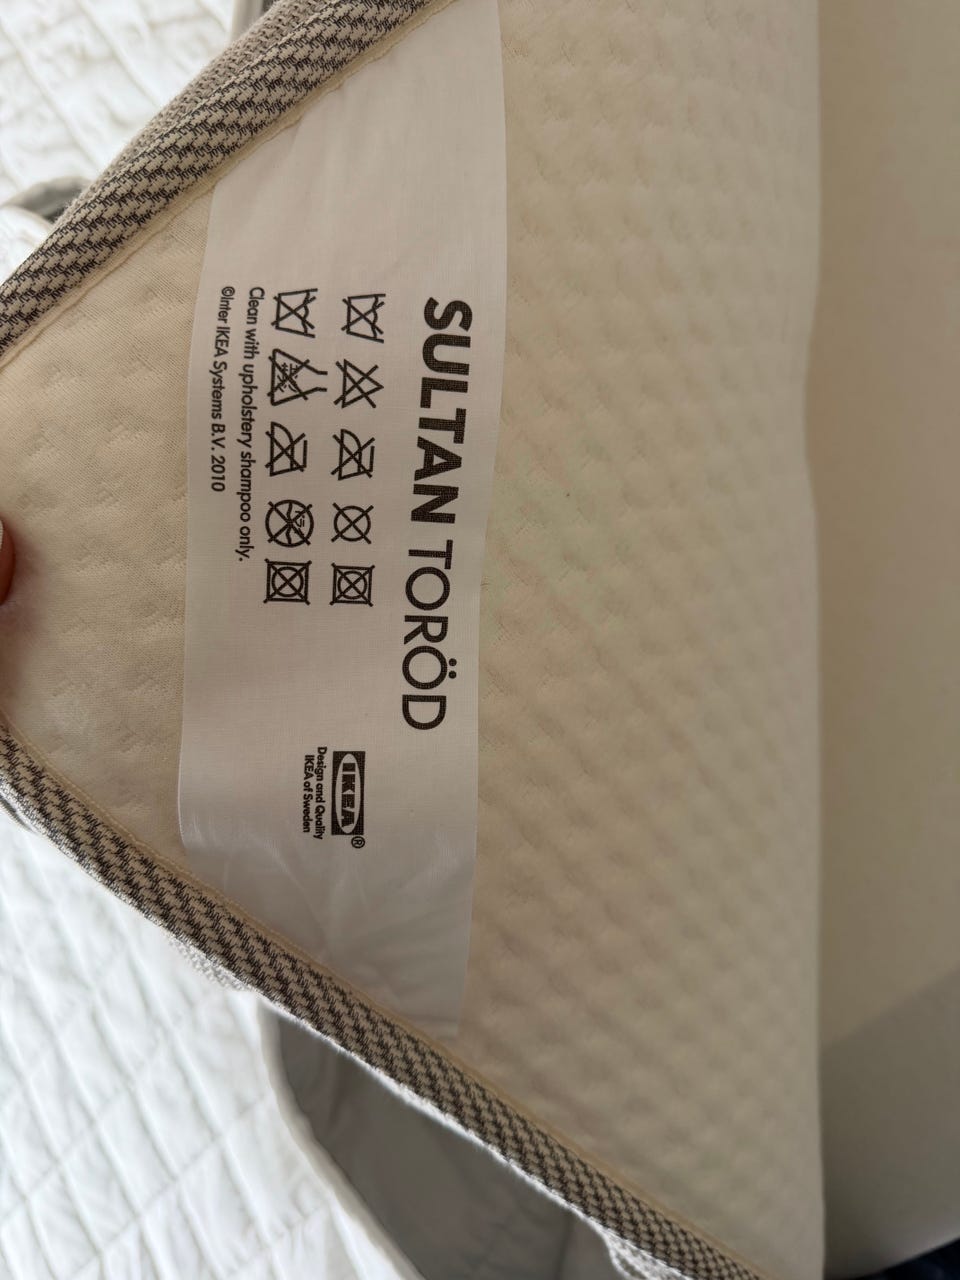 SULTAN TORÖD
Clean with upholstery shampoo only.
©Inter IKEA Systems B.V. 2010
IKEA®
Design and Quality
IKEA of Sweden